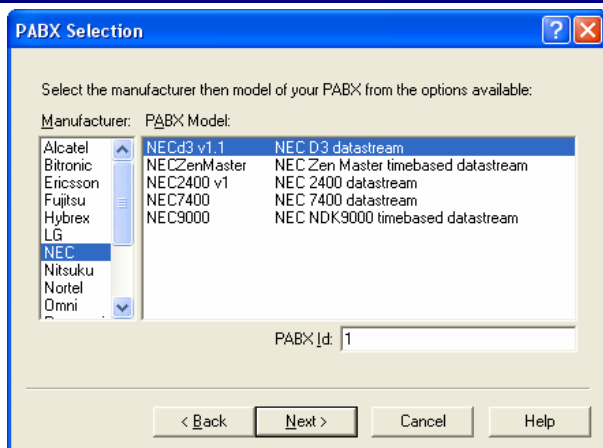 PABX Selection
Select the manufacturer then model of your PABX from the options available:
Manufacturer: PABX Model:
Alcatel
Bitronic
Ericsson
Fujitsu
Hybrex
LG
NEC
Nitsuku
Nortel
Omni
NECd3 v1.1 NEC D3 datastream
NECZenMaster NEC Zen Master timebased datastream
NEC2400 v1 NEC 2400 datastream
NEC7400 NEC 7400 datastream
NEC9000 NEC NDK9000 timebased datastream
PABX Id: 1
< Back Next > Cancel Help